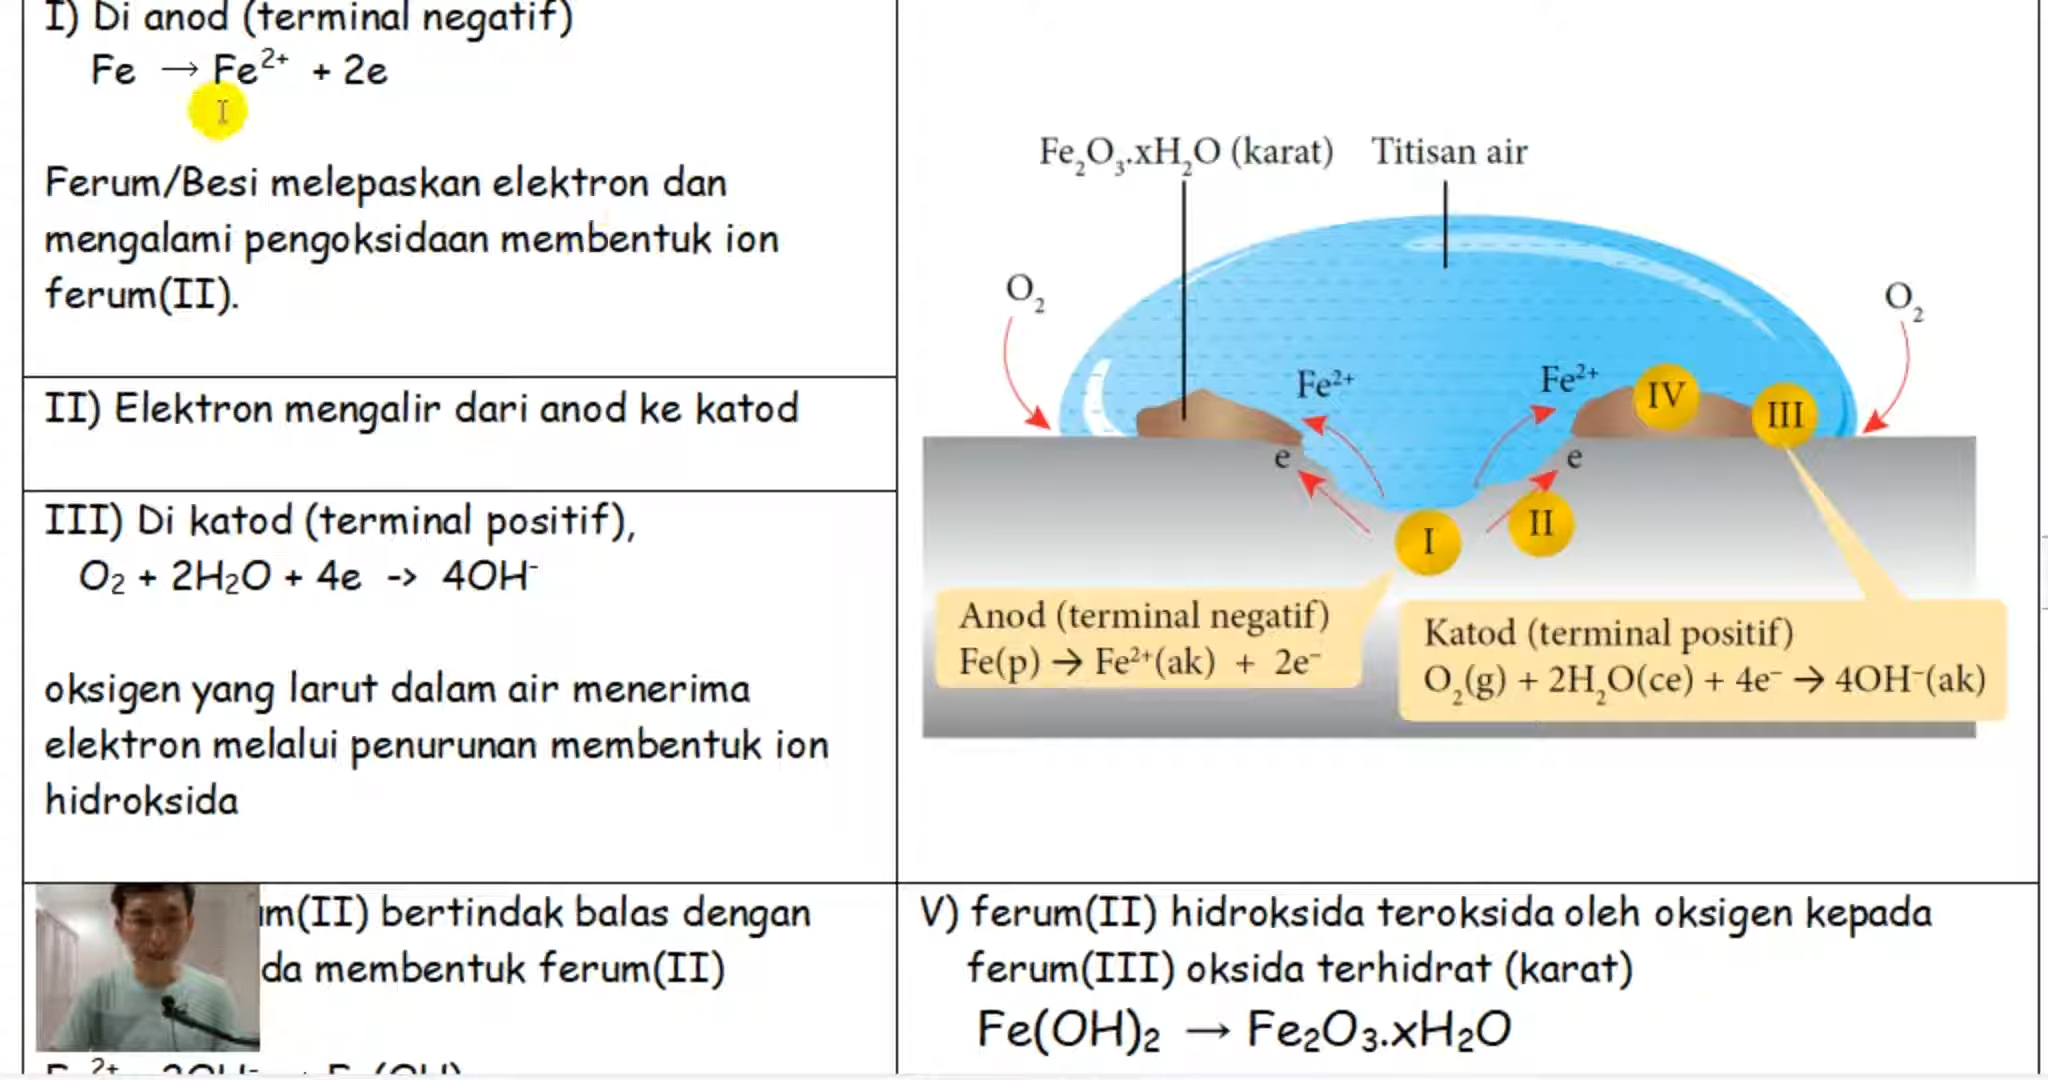 I) Di anod (terminal negatif)
Fe → Fe²⁺ + 2e
Ferum/Besi melepaskan elektron dan
mengalami pengoksidaan membentuk ion
ferum(II).
II) Elektron mengalir dari anod ke katod
III) Di katod (terminal positif),
O₂ + 2H₂O + 4e -> 4OH⁻
oksigen yang larut dalam air menerima
elektron melalui penurunan membentuk ion
hidroksida
(II) bertindak balas dengan
membentuk ferum(II)
Fe₂O₃.xH₂O (karat) Titisan air
O₂
O₂
Fe²⁺
Fe²⁺
IV
III
e
e
I
II
Anod (terminal negatif)
Fe(p) → Fe²⁺(ak) + 2e⁻
Katod (terminal positif)
O₂(g) + 2H₂O(ce) + 4e⁻ → 4OH⁻(ak)
V) ferum(II) hidroksida teroksida oleh oksigen kepada
ferum(III) oksida terhidrat (karat)
Fe(OH)₂ → Fe₂O₃.xH₂O